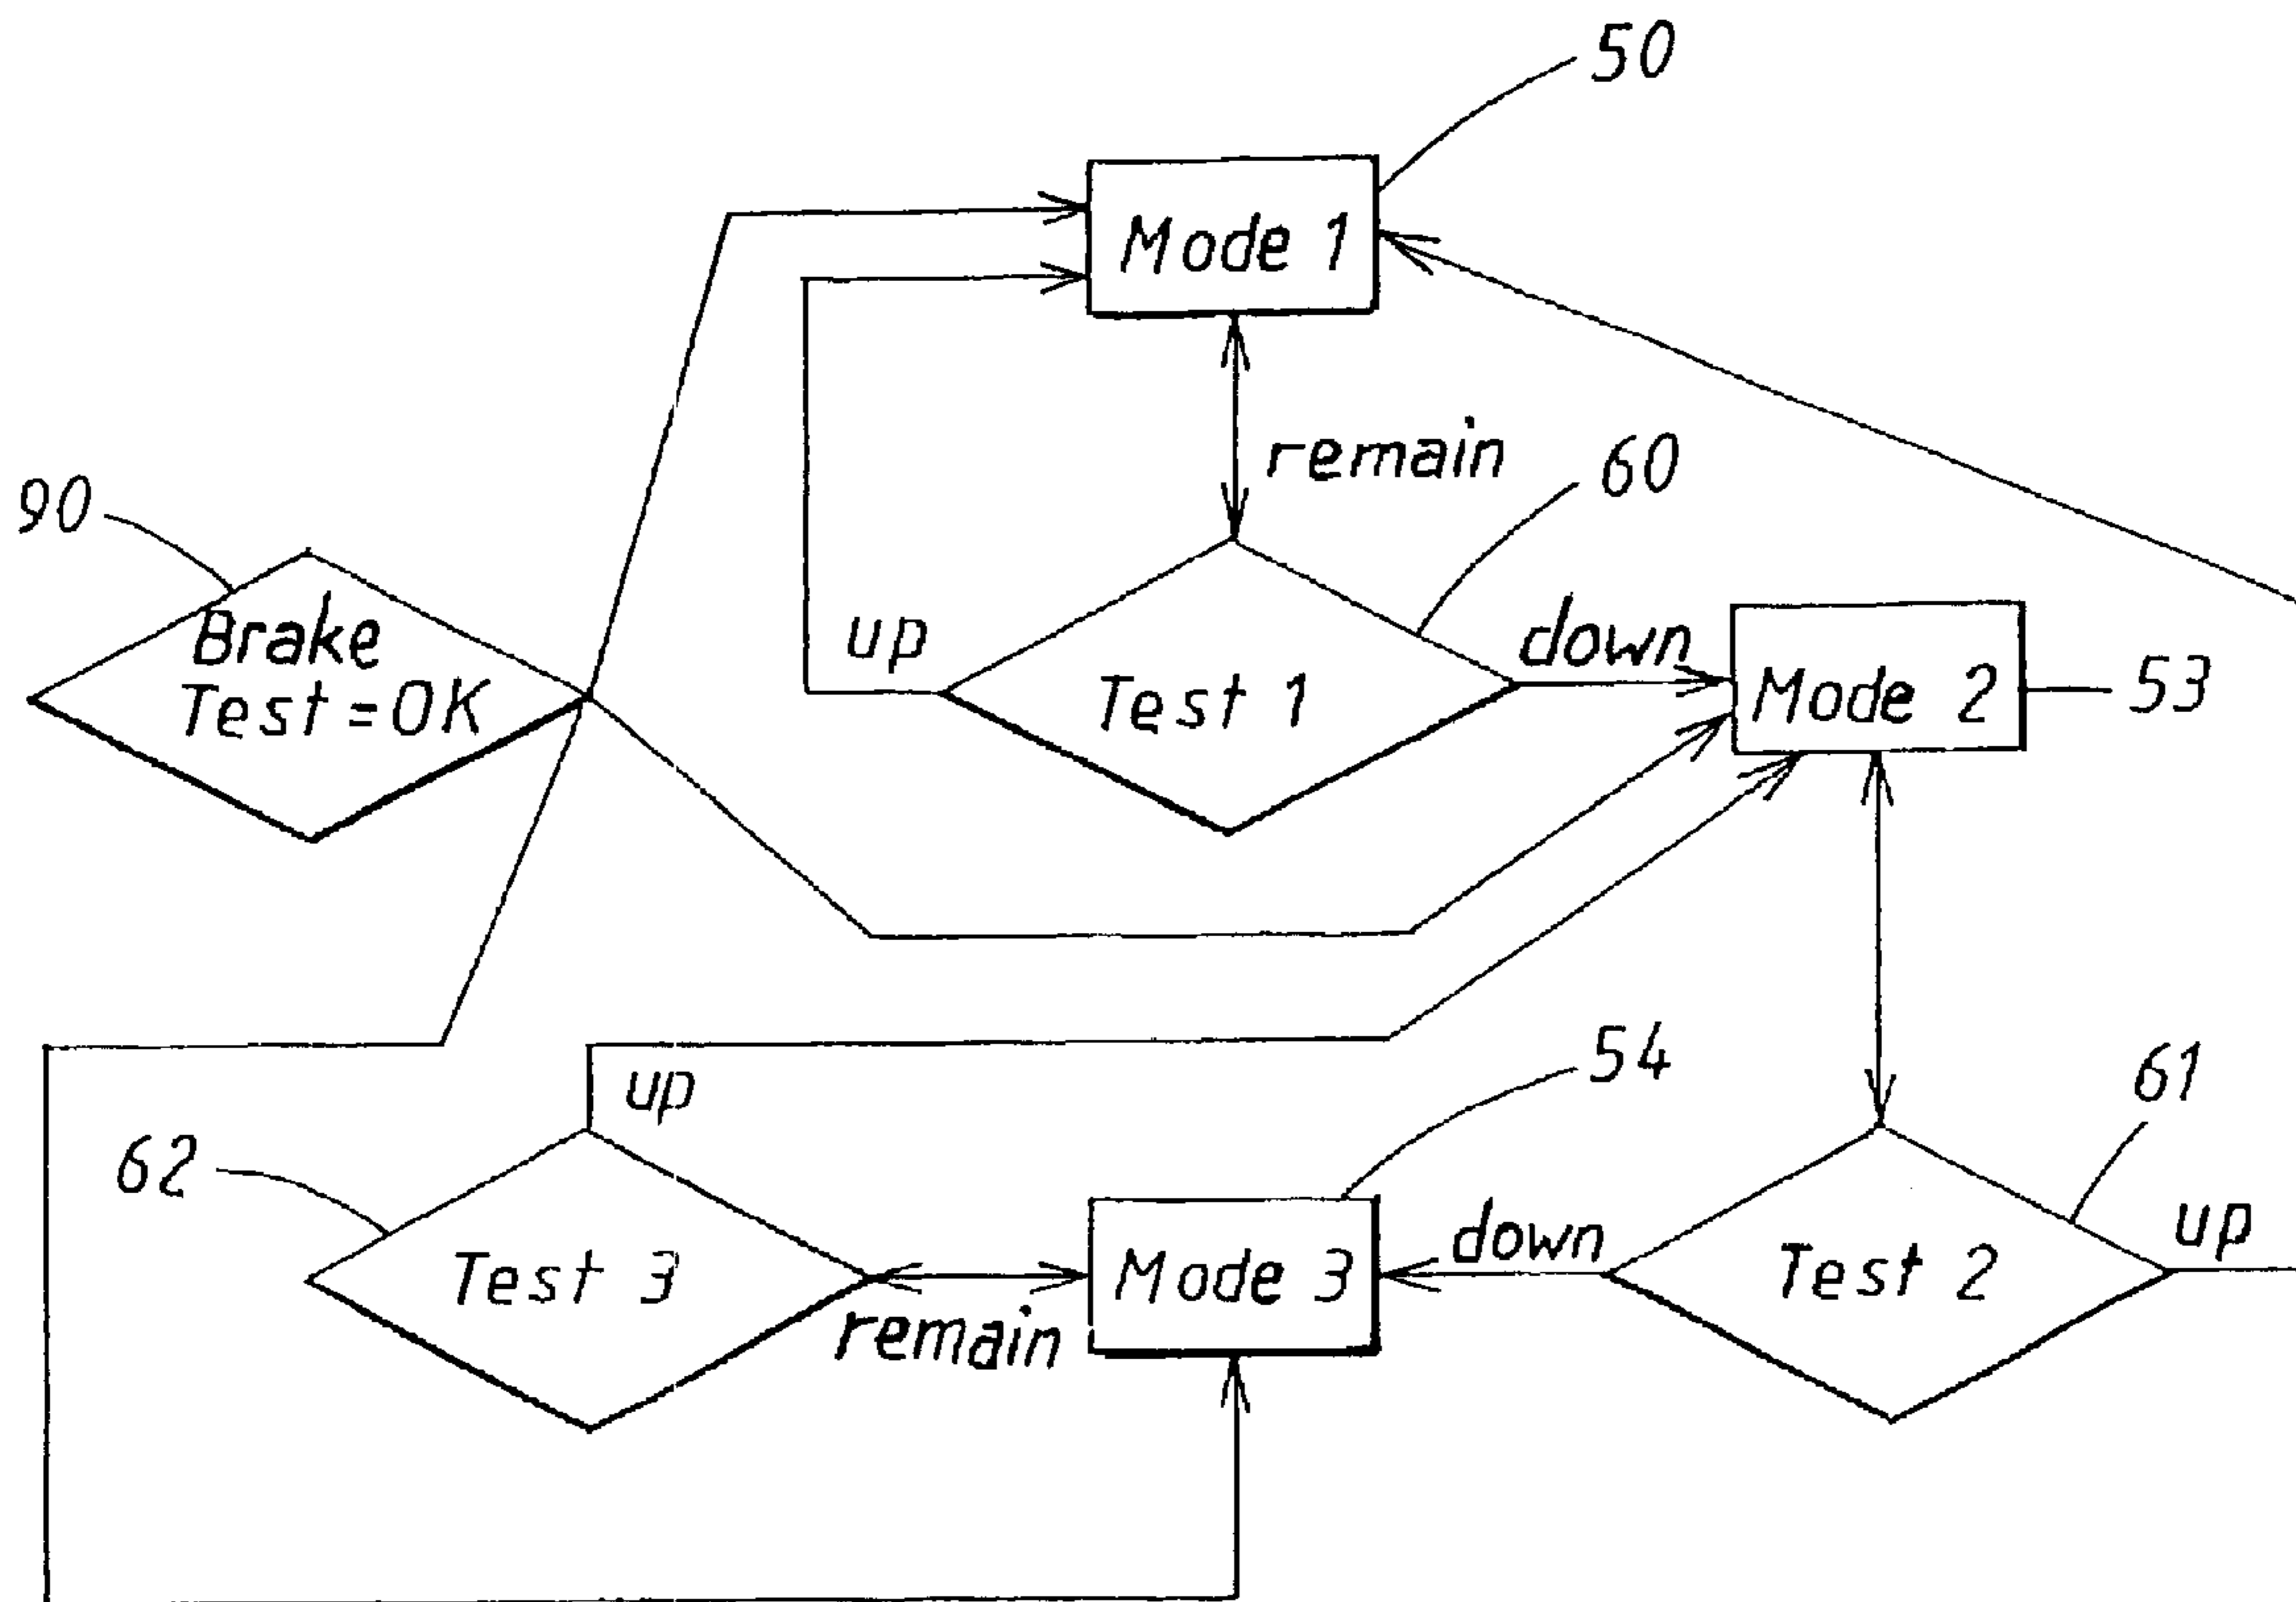 50
Mode 1
remain
60
90
Brake
Test=OK
up
Test 1
down
Mode 2
53
up
54
61
62
Test 3
remain
Mode 3
down
Test 2
up